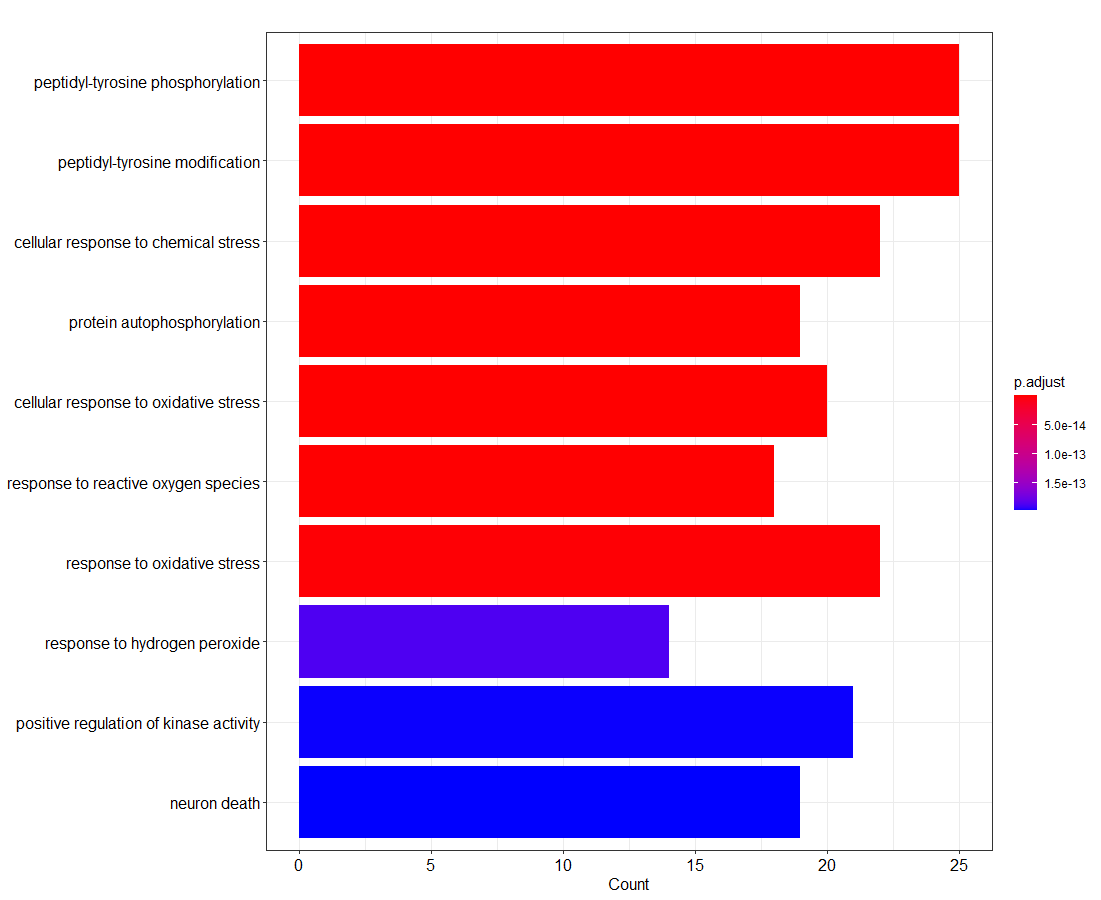 peptidyl-tyrosine phosphorylation
peptidyl-tyrosine modification
cellular response to chemical stress
protein autophosphorylation
cellular response to oxidative stress
response to reactive oxygen species
response to oxidative stress
response to hydrogen peroxide
positive regulation of kinase activity
neuron death
0 5 10 15 20 25
Count
p.adjust
5.0e-14
1.0e-13
1.5e-13